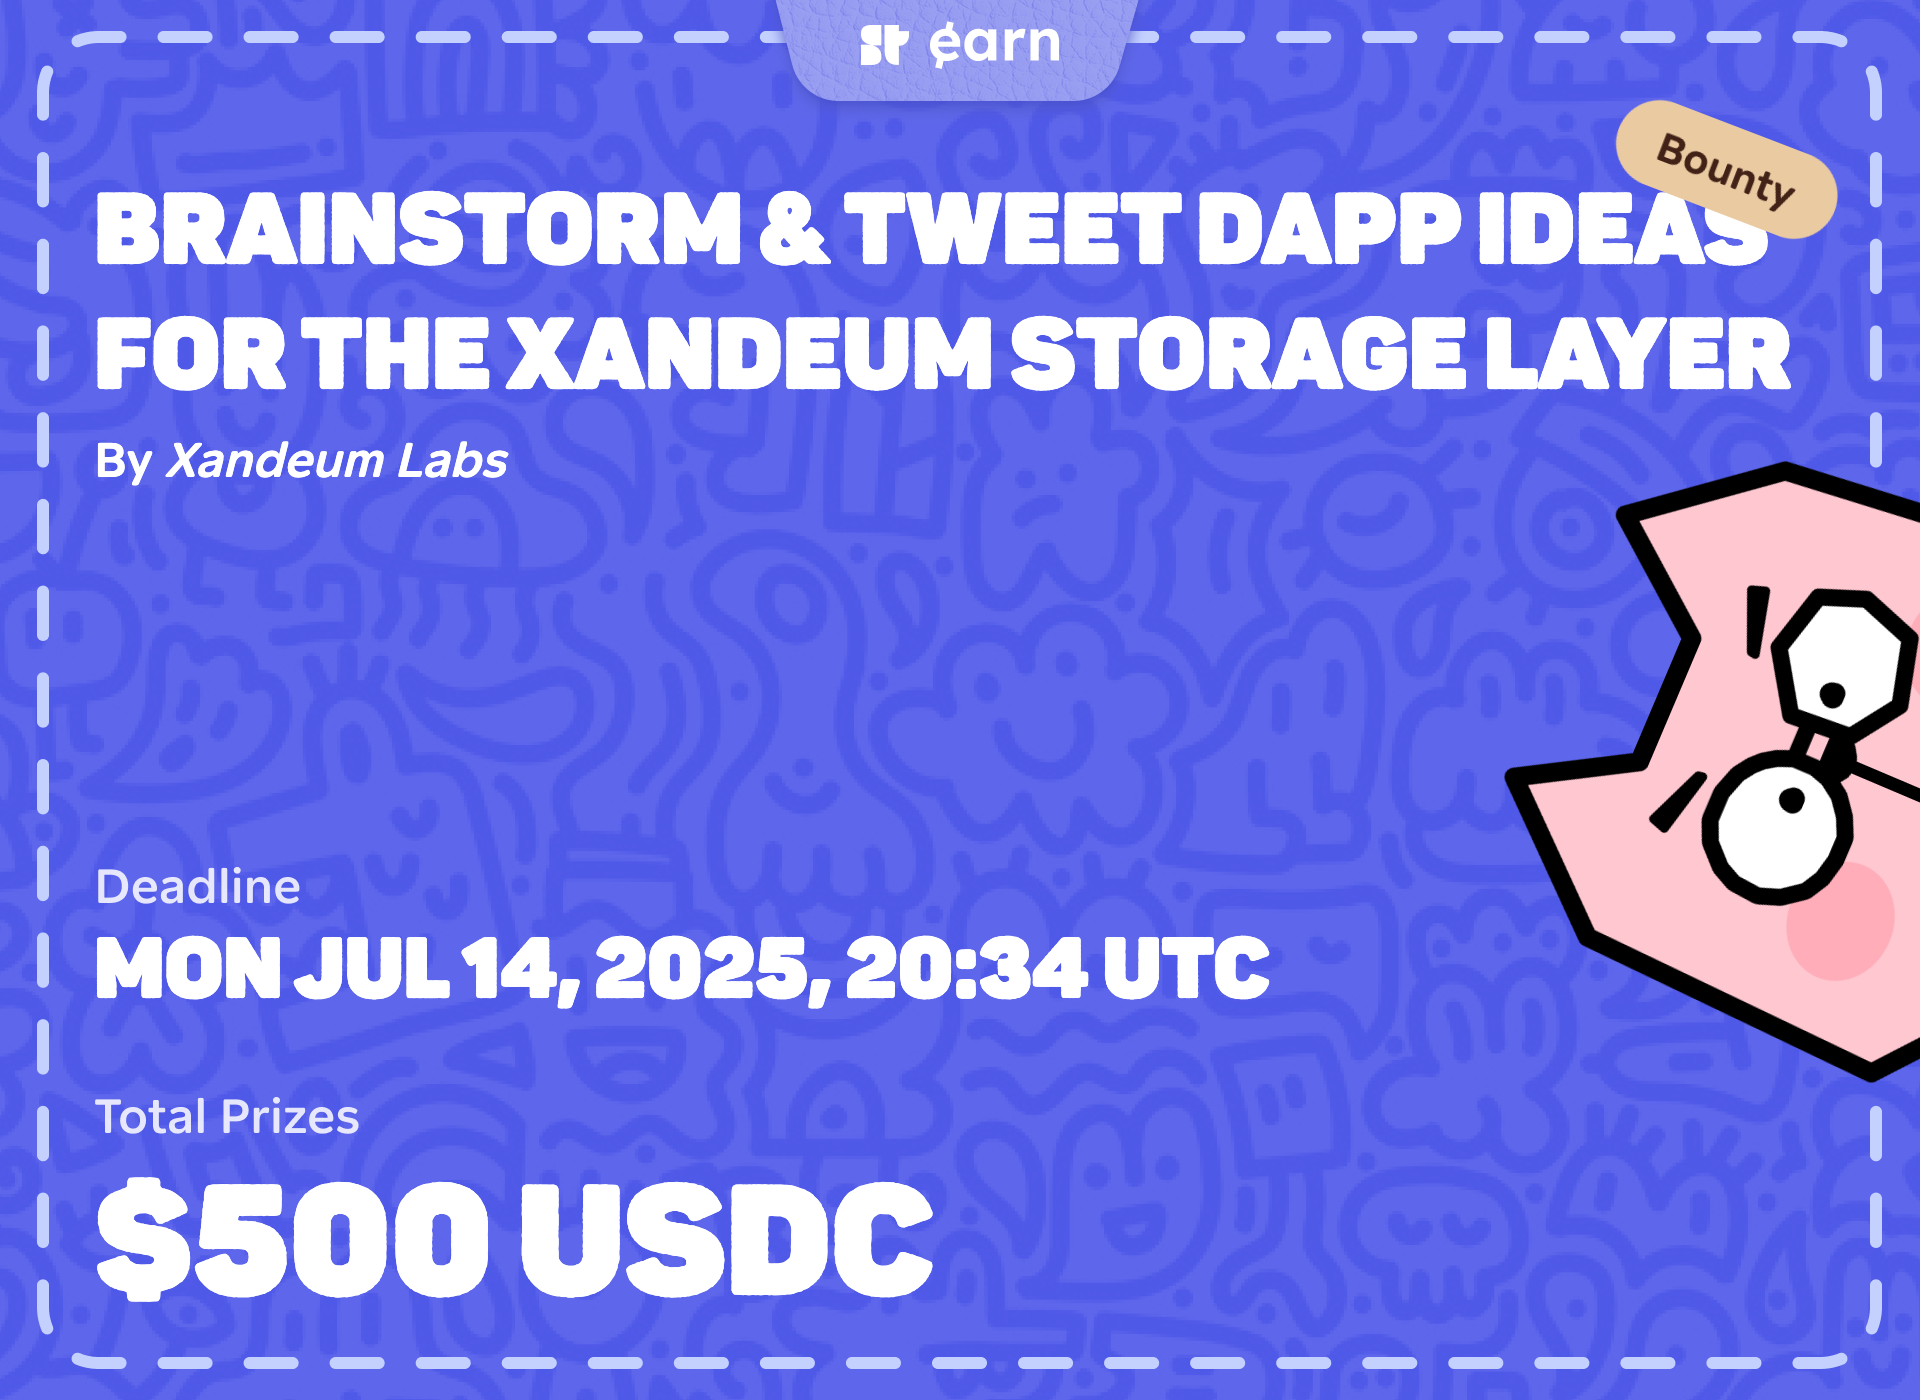 ST earn
Bounty
BRAINSTORM & TWEET DAPP IDEAS
FOR THE XANDEUM STORAGE LAYER
By Xandeum Labs
Deadline
MON JUL 14, 2025, 20:34 UTC
Total Prizes
$500 USDC